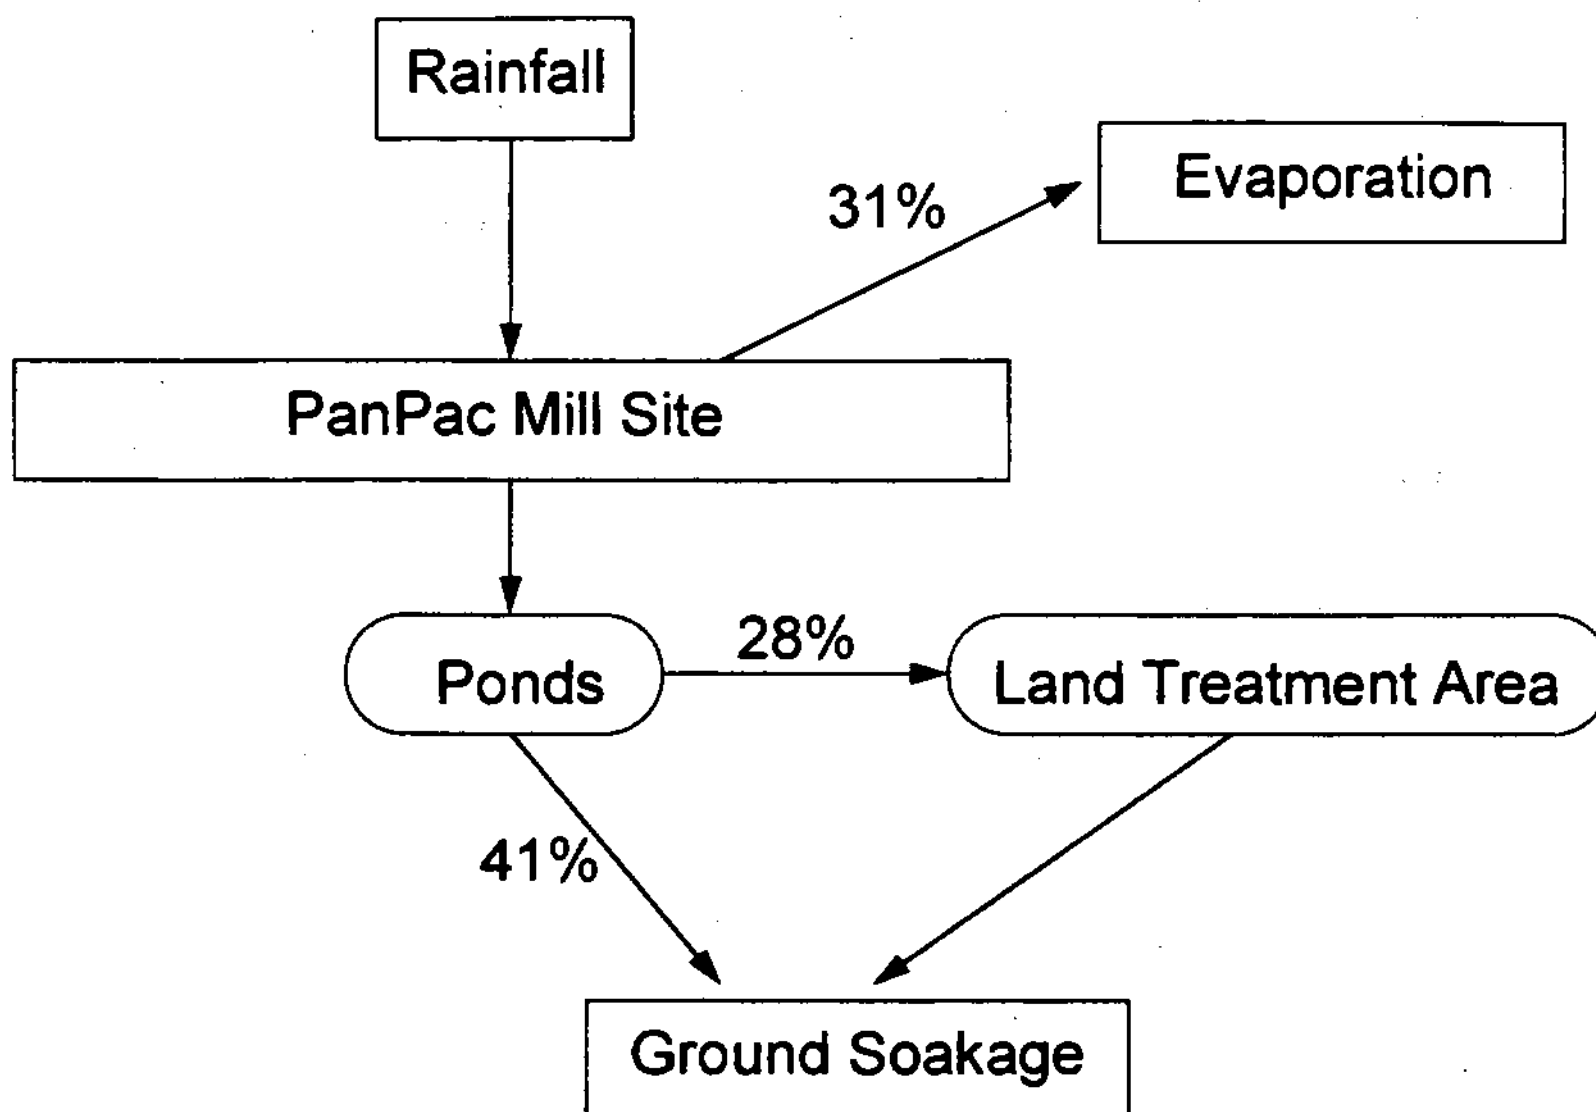 Rainfall
Evaporation
31%
PanPac Mill Site
28%
Ponds
Land Treatment Area
41%
Ground Soakage